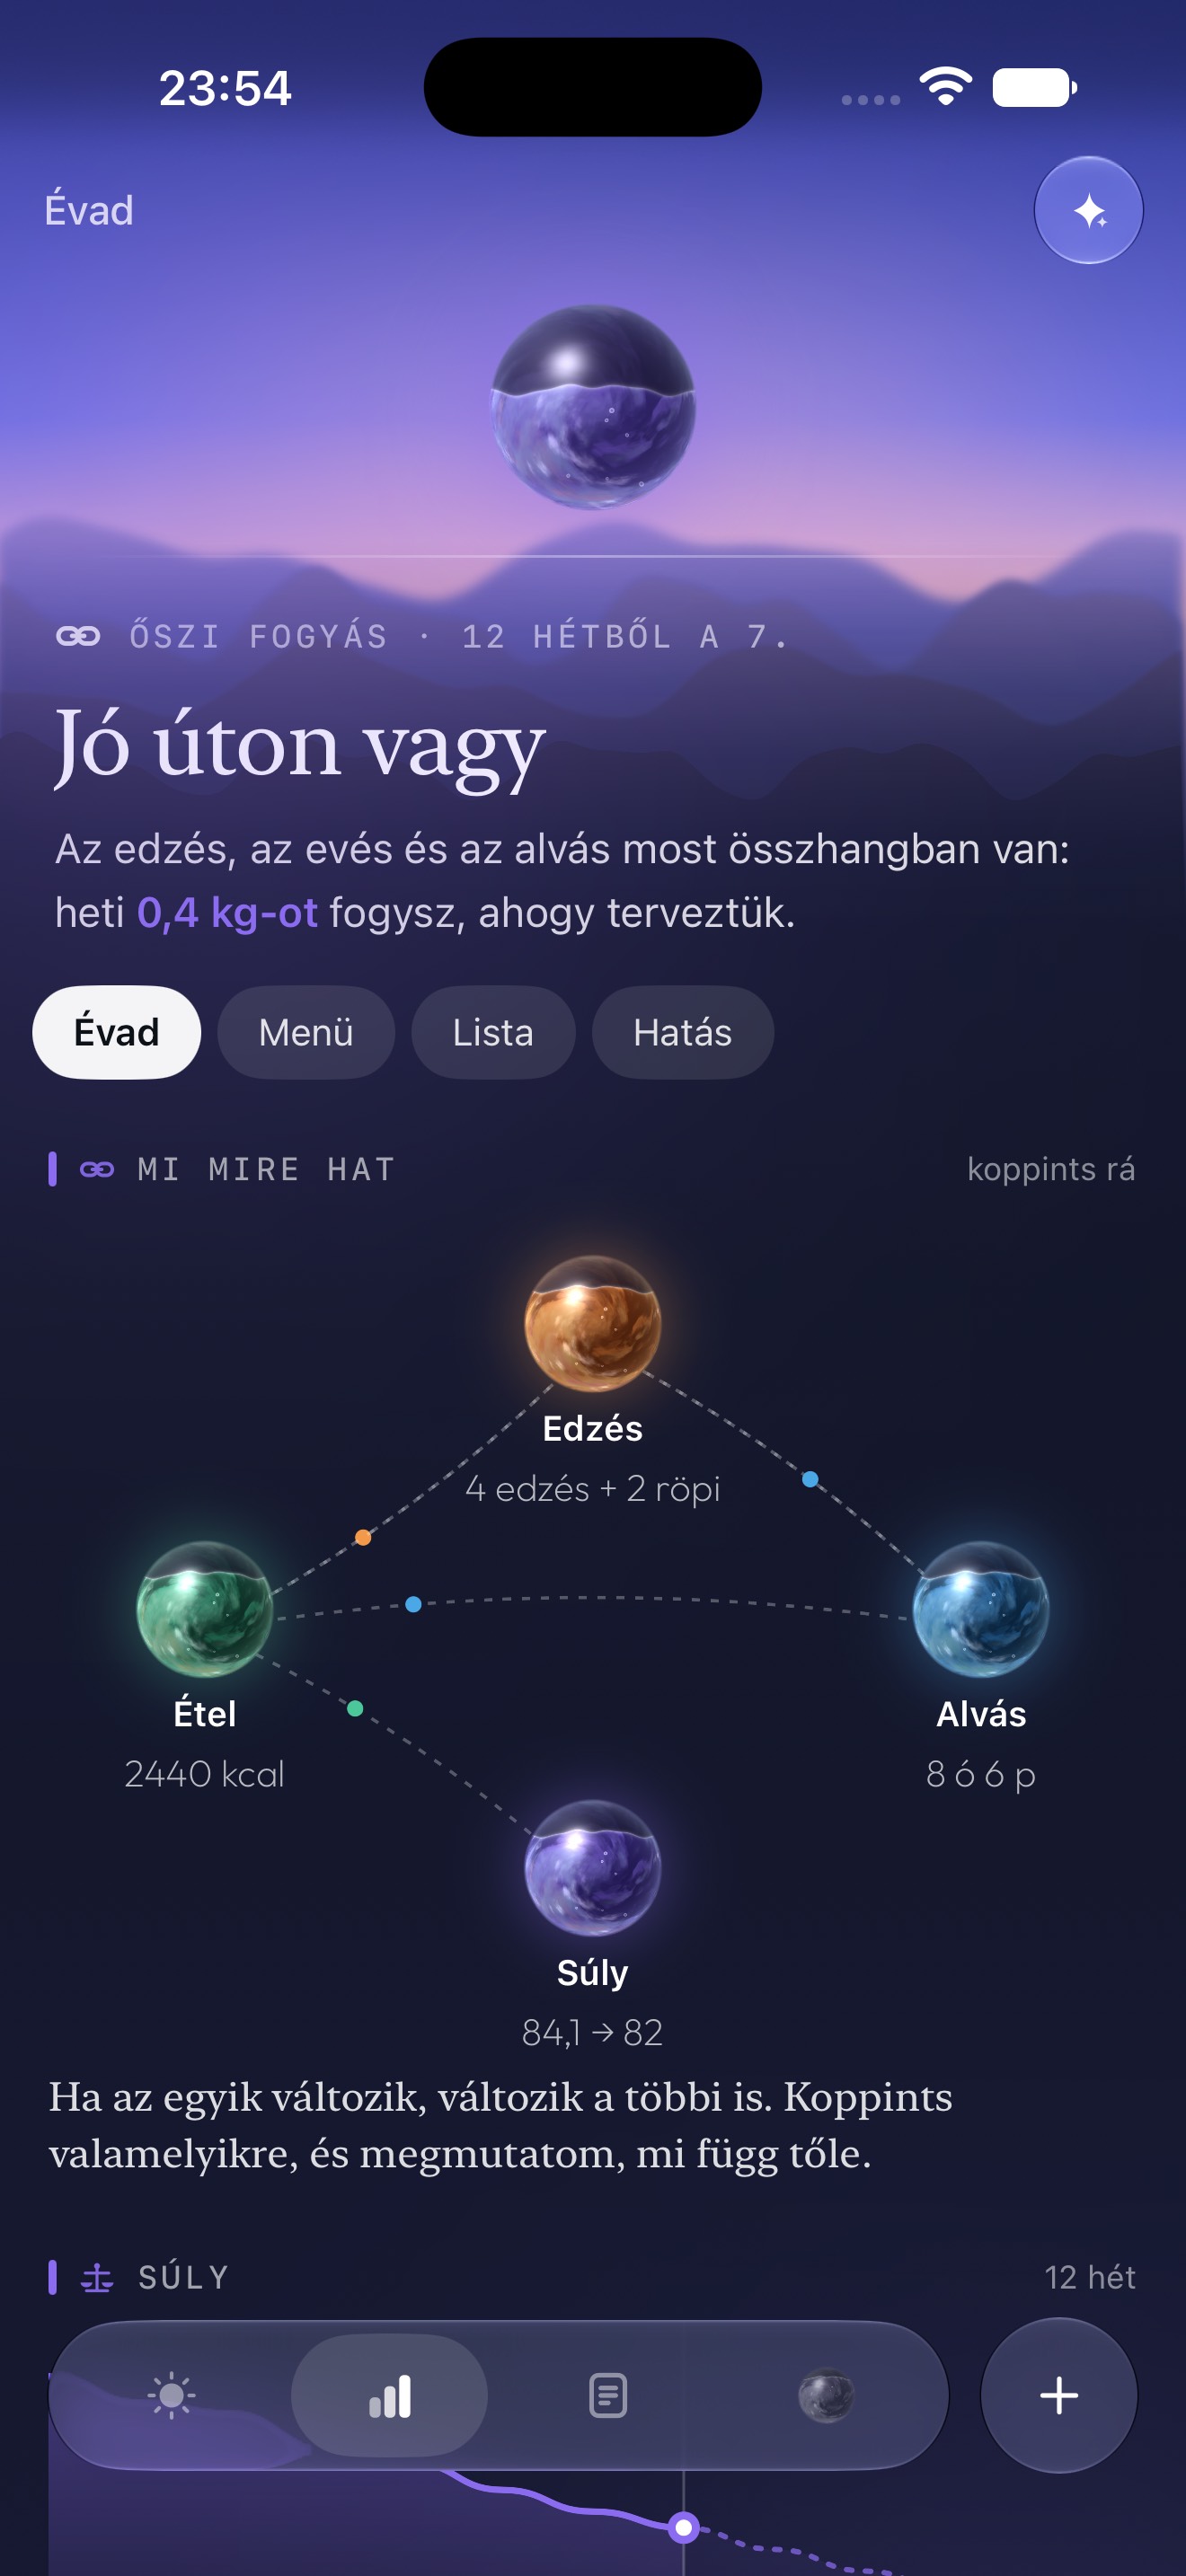 23:54
Évad
ŐSZI FOGYÁS · 12 HÉTBŐL A 7.
Jó úton vagy
Az edzés, az evés és az alvás most összhangban van:
heti 0,4 kg-ot fogysz, ahogy terveztük.
Évad Menü Lista Hatás
MI MIRE HAT koppints rá
Edzés
4 edzés + 2 röpi
Étel
2440 kcal
Alvás
8 ó 6 p
Súly
84,1 → 82
Ha az egyik változik, változik a többi is. Koppints
valamelyikre, és megmutatom, mi függ tőle.
SÚLY 12 hét